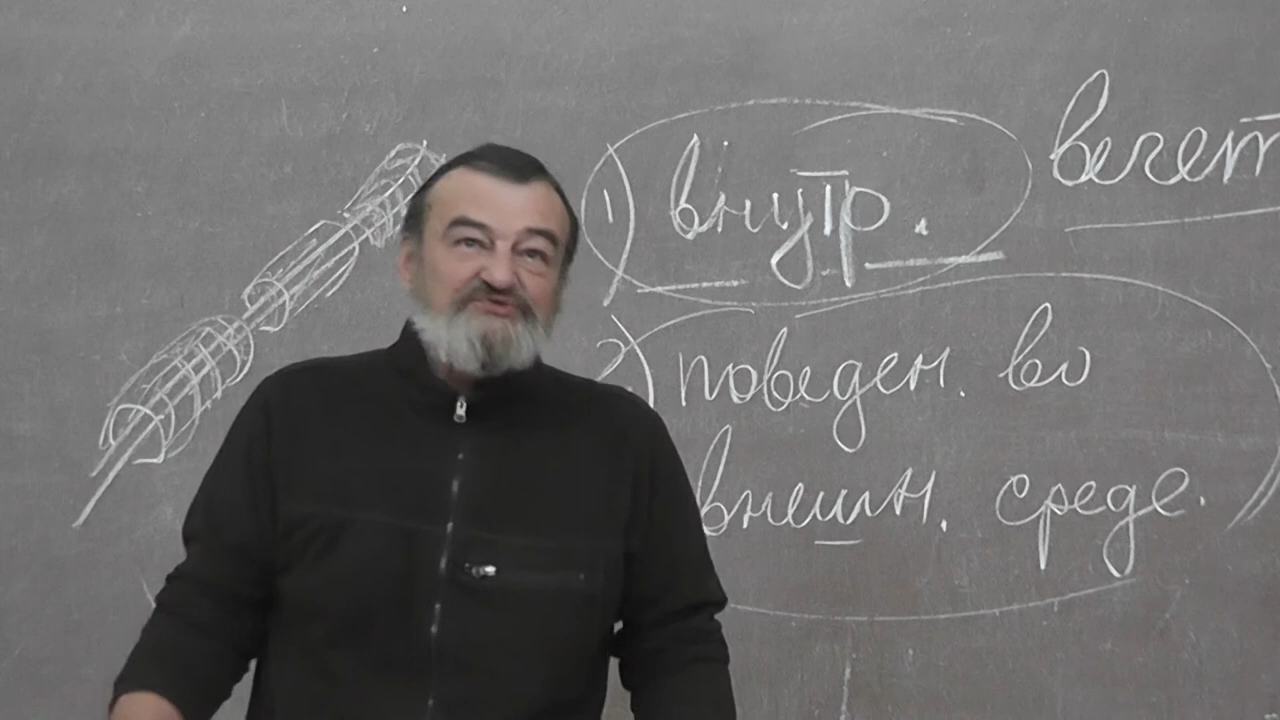 вегет
1) внутр.
2) поведен. во
внешн. среде.